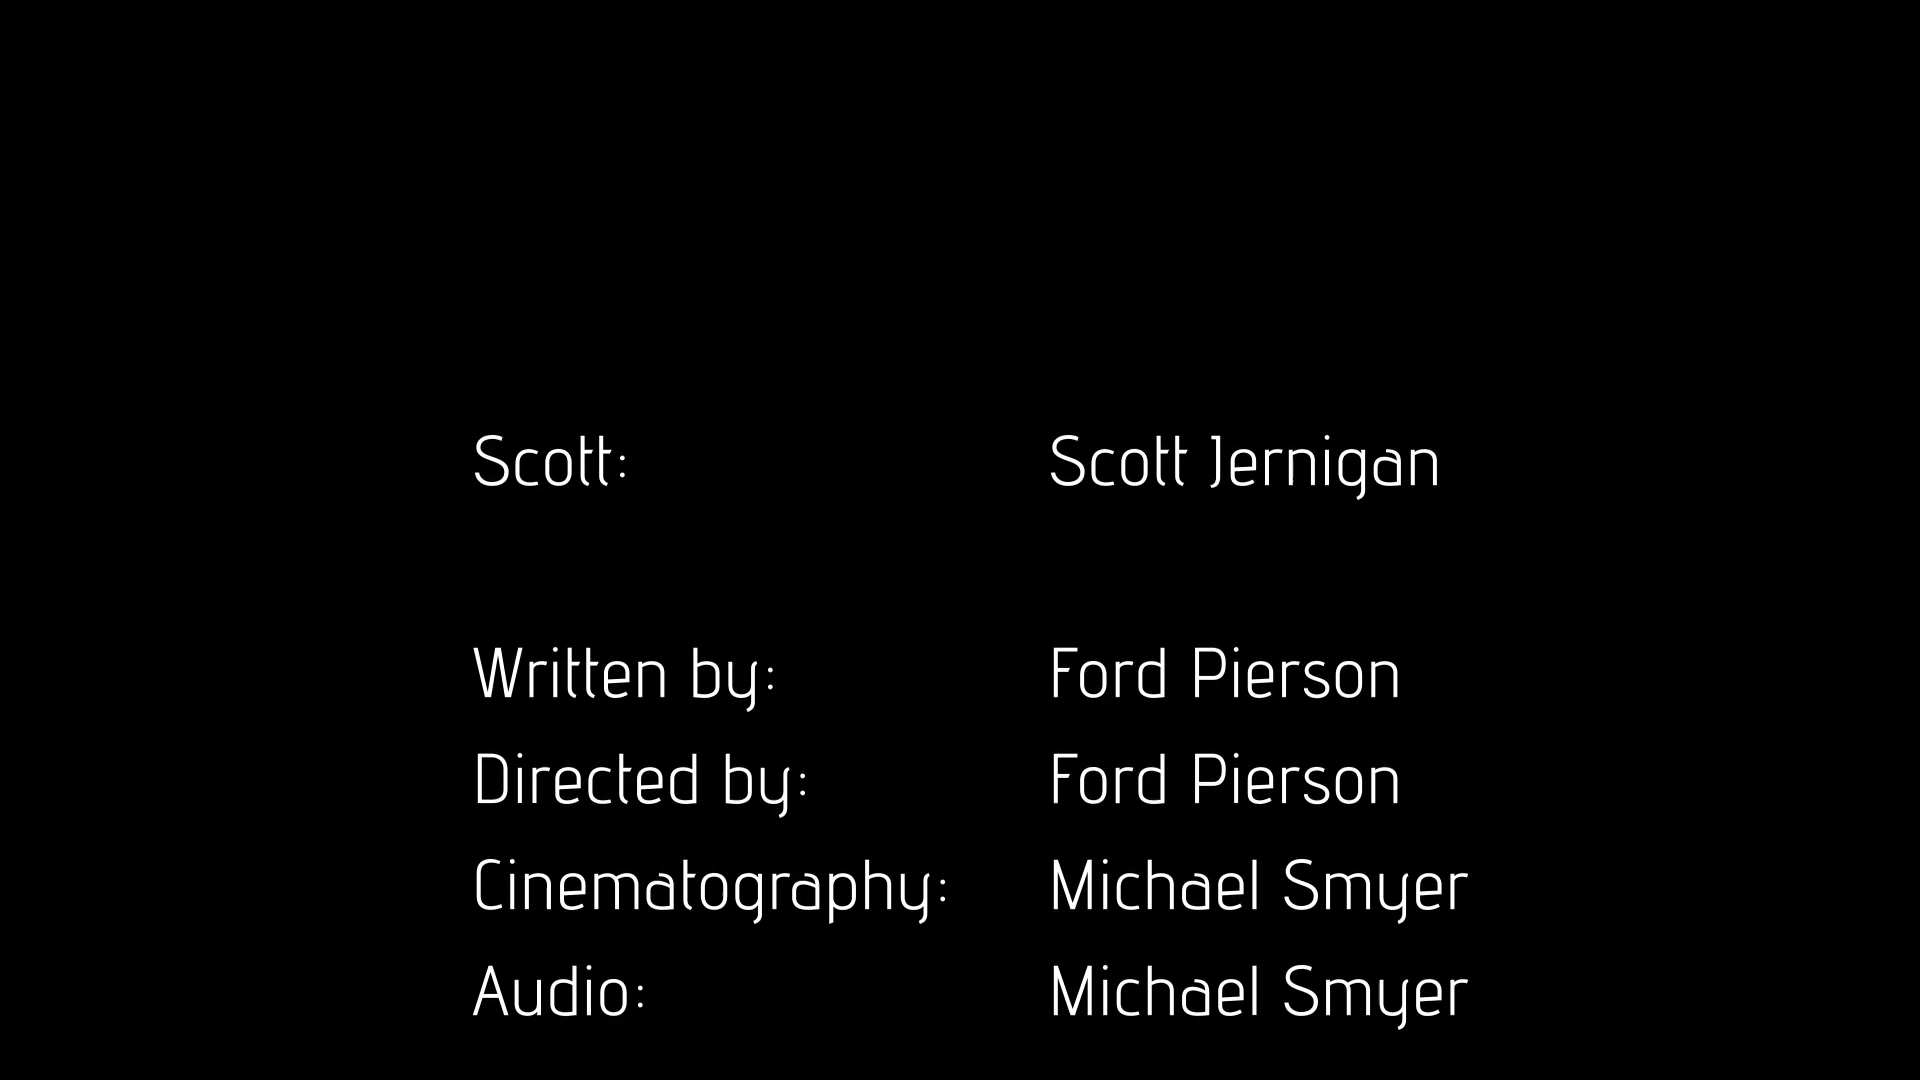 Scott: Scott Jernigan
Written by: Ford Pierson
Directed by: Ford Pierson
Cinematography: Michael Smyer
Audio: Michael Smyer